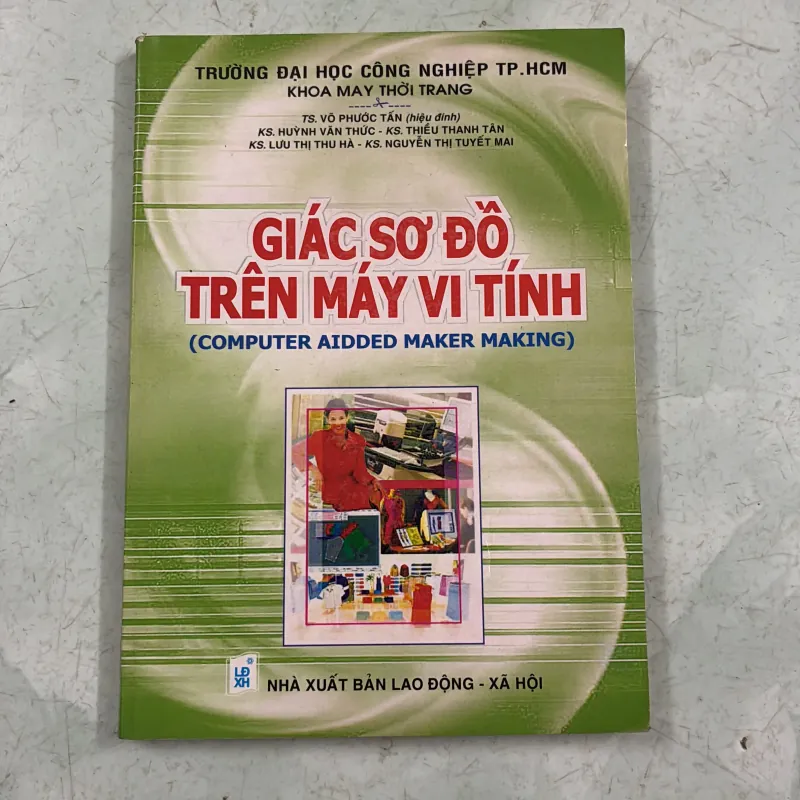 TRƯỜNG ĐẠI HỌC CÔNG NGHIỆP TP.HCM
KHOA MAY THỜI TRANG
TS. VÕ PHƯỚC TẤN (hiệu đính)
KS. HUỲNH VĂN THỨC - KS. THIỀU THANH TÂN
KS. LƯU THỊ THU HÀ - KS. NGUYỄN THỊ TUYẾT MAI
GIÁC SƠ ĐỒ
TRÊN MÁY VI TÍNH
(COMPUTER AIDDED MAKER MAKING)
LĐ
XH
NHÀ XUẤT BẢN LAO ĐỘNG - XÃ HỘI